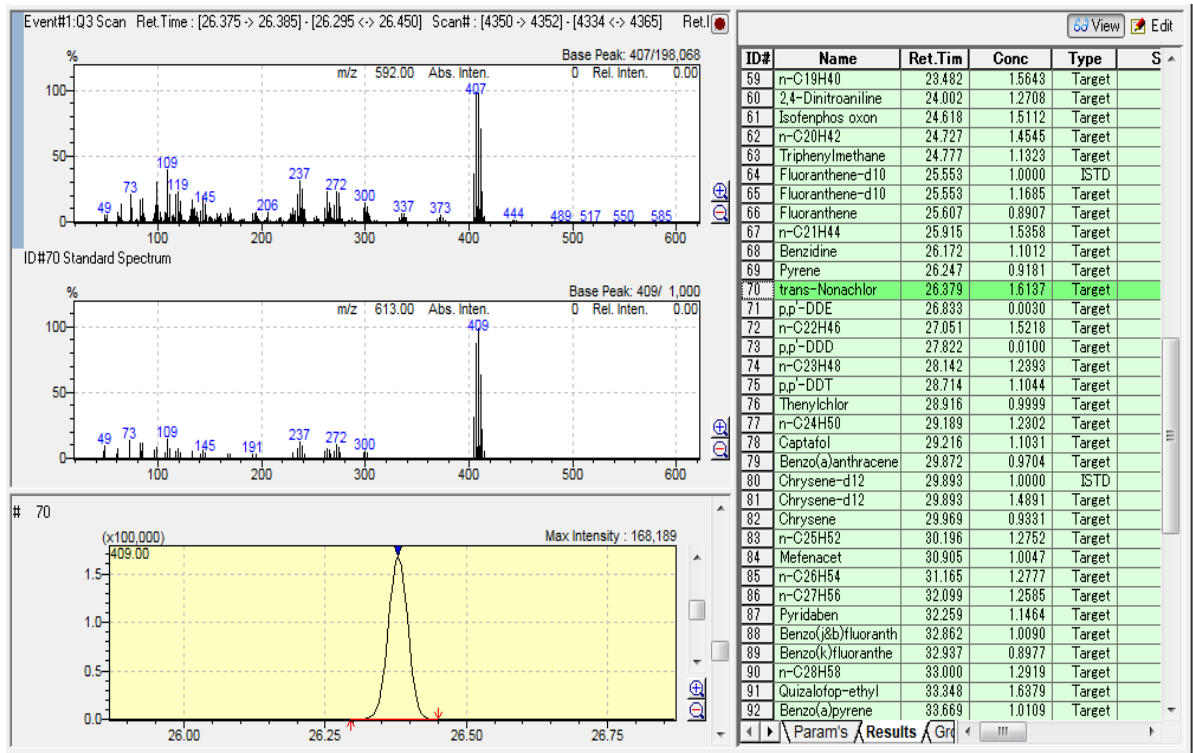 Event#1:Q3 Scan Ret.Time : [26.375 -> 26.385] - [26.295 <-> 26.450] Scan# : [4350 -> 4352] - [4334 <-> 4365] Ret.I
% Base Peak: 407/198,068
m/z 592.00 Abs. Inten. 0 Rel. Inten. 0.00
100
407
50
109
237
73 119
272
145
300
49 206 337 373
444 489 517 550 585
0
100 200 300 400 500 600
ID#70 Standard Spectrum
% Base Peak: 409/ 1,000
m/z 613.00 Abs. Inten. 0 Rel. Inten. 0.00
100
409
50
49 73 109 145 191 237 272 300
0
100 200 300 400 500 600
# 70
(x100,000) Max Intensity : 168,189
409.00
1.5
1.0
0.5
0.0
26.00 26.25 26.50 26.75
View Edit
ID# Name Ret.Tim Conc Type S
59 n-C19H40 23.482 1.5643 Target
60 2,4-Dinitroaniline 24.002 1.2708 Target
61 Isofenphos oxon 24.618 1.5112 Target
62 n-C20H42 24.727 1.4545 Target
63 Triphenylmethane 24.777 1.1323 Target
64 Fluoranthene-d10 25.553 1.0000 ISTD
65 Fluoranthene-d10 25.553 1.1685 Target
66 Fluoranthene 25.607 0.8907 Target
67 n-C21H44 25.915 1.5358 Target
68 Benzidine 26.172 1.1012 Target
69 Pyrene 26.247 0.9181 Target
70 trans-Nonachlor 26.379 1.6137 Target
71 p,p'-DDE 26.833 0.0030 Target
72 n-C22H46 27.051 1.5218 Target
73 p,p'-DDD 27.822 0.0100 Target
74 n-C23H48 28.142 1.2393 Target
75 p,p'-DDT 28.714 1.1044 Target
76 Thenylchlor 28.916 0.9999 Target
77 n-C24H50 29.189 1.2302 Target
78 Captafol 29.216 1.1031 Target
79 Benzo(a)anthracene 29.872 0.9704 Target
80 Chrysene-d12 29.893 1.0000 ISTD
81 Chrysene-d12 29.893 1.4891 Target
82 Chrysene 29.969 0.9331 Target
83 n-C25H52 30.196 1.2752 Target
84 Mefenacet 30.905 1.0047 Target
85 n-C26H54 31.165 1.2777 Target
86 n-C27H56 32.099 1.2585 Target
87 Pyridaben 32.259 1.1464 Target
88 Benzo(j&b)fluoranth 32.862 1.0090 Target
89 Benzo(k)fluoranthe 32.937 0.8977 Target
90 n-C28H58 33.000 1.2919 Target
91 Quizalofop-ethyl 33.348 1.6379 Target
92 Benzo(a)pyrene 33.669 1.0109 Target
Param's Results Gro